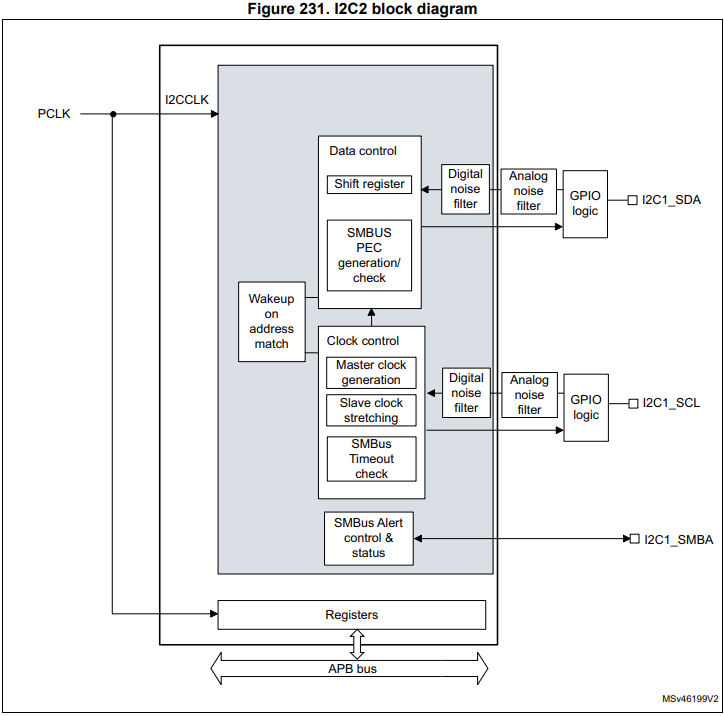 Figure 231. I2C2 block diagram
PCLK
I2CCLK
Data control
Shift register
SMBUS
PEC
generation/
check
Digital
noise
filter
Analog
noise
filter
GPIO
logic
I2C1_SDA
Wakeup
on
address
match
Clock control
Master clock
generation
Slave clock
stretching
SMBus
Timeout
check
Digital
noise
filter
Analog
noise
filter
GPIO
logic
I2C1_SCL
SMBus Alert
control &
status
I2C1_SMBA
Registers
APB bus
MSv46199V2